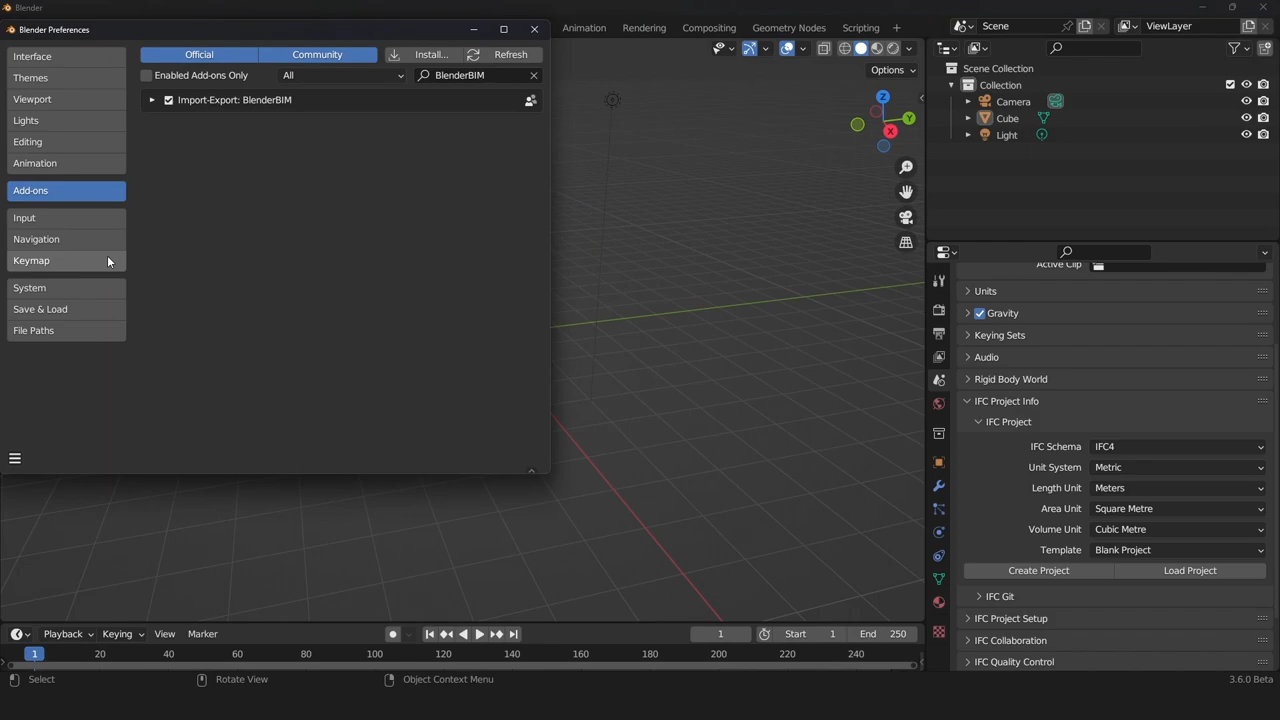 Blender
Blender Preferences
Animation Rendering Compositing Geometry Nodes Scripting + Scene ViewLayer
Interface
Themes
Viewport
Lights
Editing
Animation
Add-ons
Input
Navigation
Keymap
System
Save & Load
File Paths
Official Community Install... Refresh
Enabled Add-ons Only All BlenderBIM
Import-Export: BlenderBIM
Options
Z
Y
X
Scene Collection
Collection
Camera
Cube
Light
Active Clip
Units
Gravity
Keying Sets
Audio
Rigid Body World
IFC Project Info
IFC Project
IFC Schema IFC4
Unit System Metric
Length Unit Meters
Area Unit Square Metre
Volume Unit Cubic Metre
Template Blank Project
Create Project Load Project
IFC Git
IFC Project Setup
IFC Collaboration
IFC Quality Control
Playback Keying View Marker 1 Start 1 End 250
1 20 40 60 80 100 120 140 160 180 200 220 240
Select Rotate View Object Context Menu 3.6.0 Beta